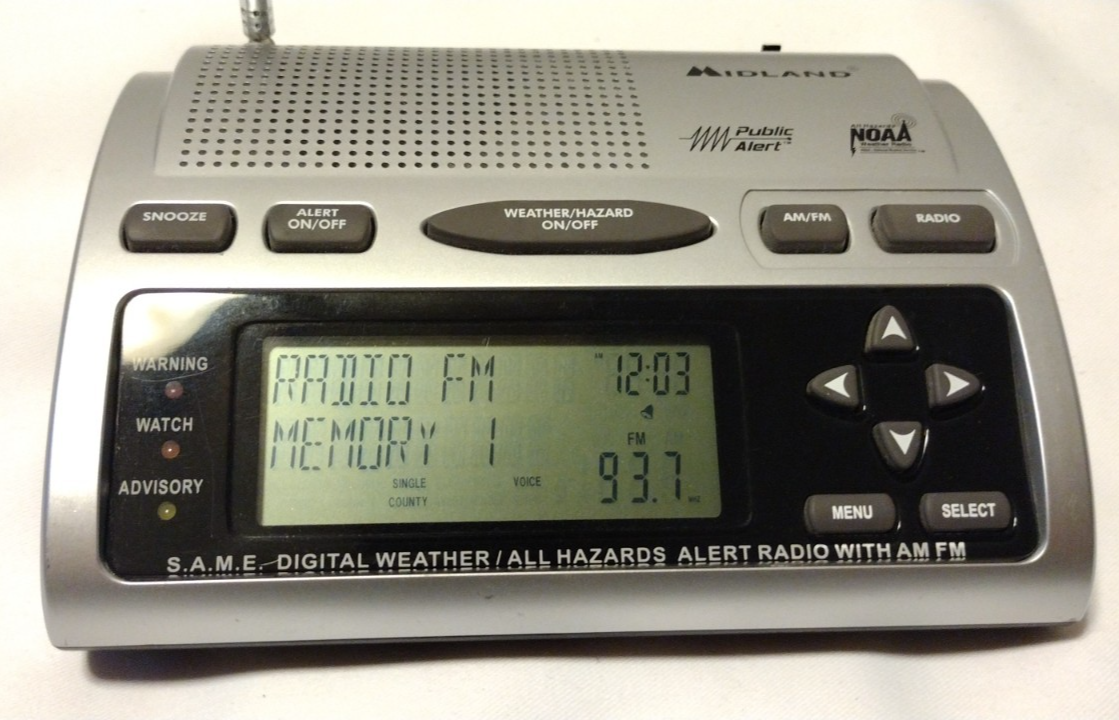 MIDLAND
Public
Alert
NOAA
Weather Radio
SNOOZE
ALERT
ON/OFF
WEATHER/HAZARD
ON/OFF
AM/FM
RADIO
WARNING
WATCH
ADVISORY
RADIO FM
12:03
MEMORY 1
FM
93.7
SINGLE
COUNTY
VOICE
MENU
SELECT
S.A.M.E. DIGITAL WEATHER / ALL HAZARDS ALERT RADIO WITH AM FM